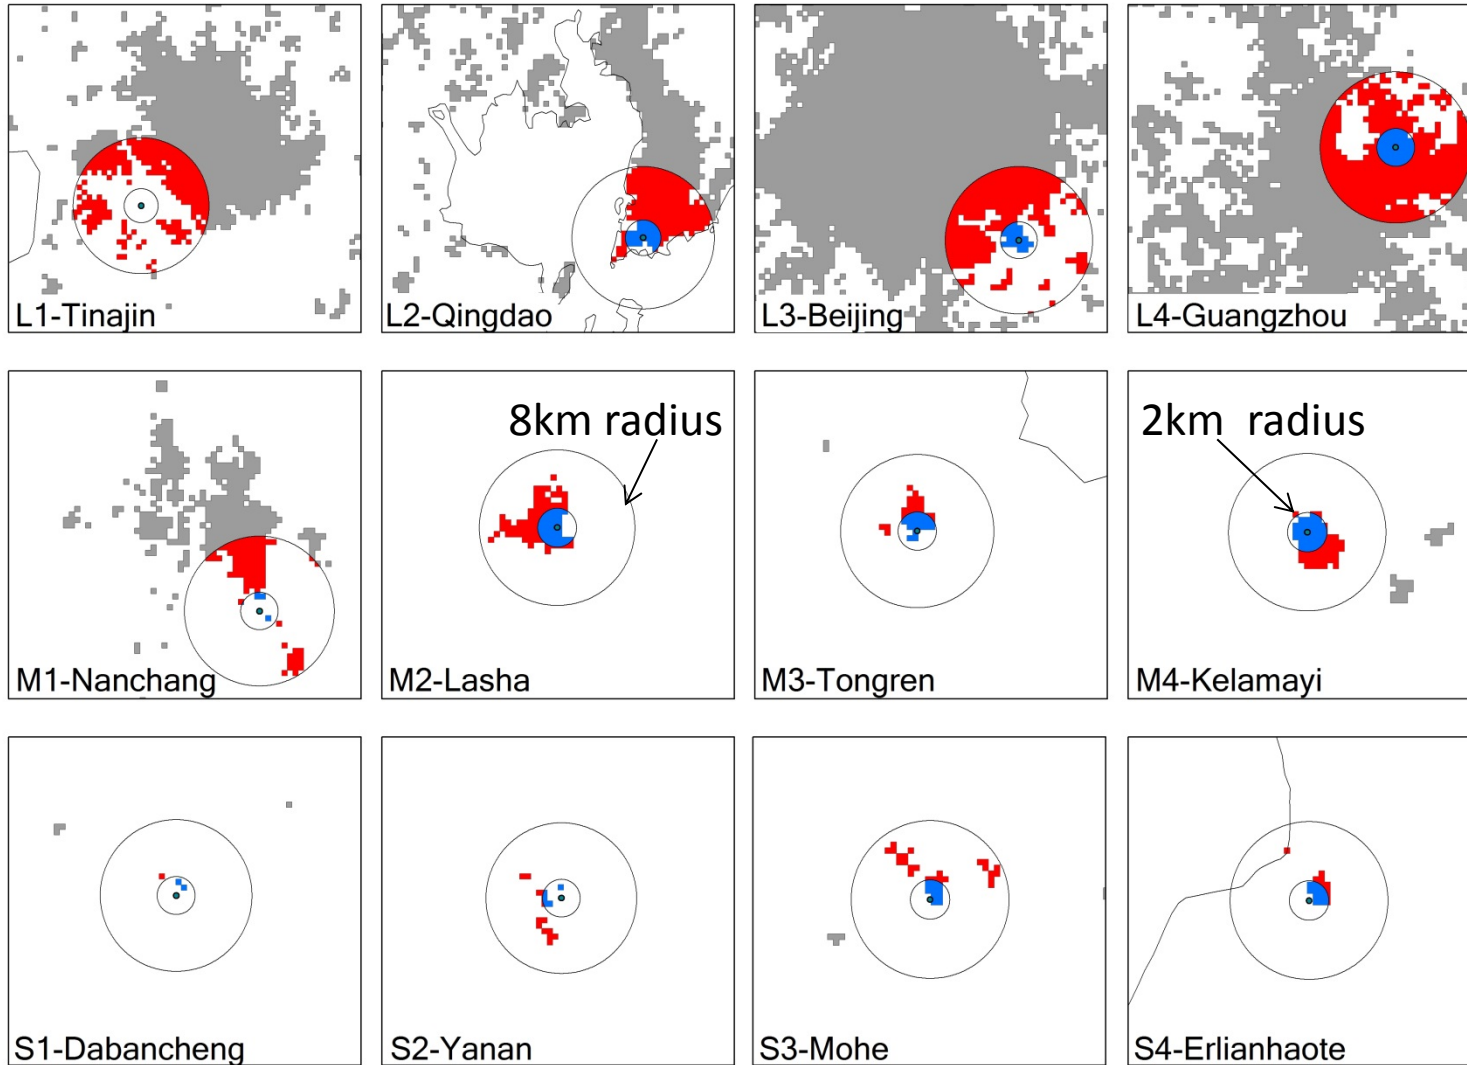 L1-Tinajin
L2-Qingdao
L3-Beijing
L4-Guangzhou
8km radius
2km radius
M1-Nanchang
M2-Lasha
M3-Tongren
M4-Kelamayi
S1-Dabancheng
S2-Yanan
S3-Mohe
S4-Erlianhaote